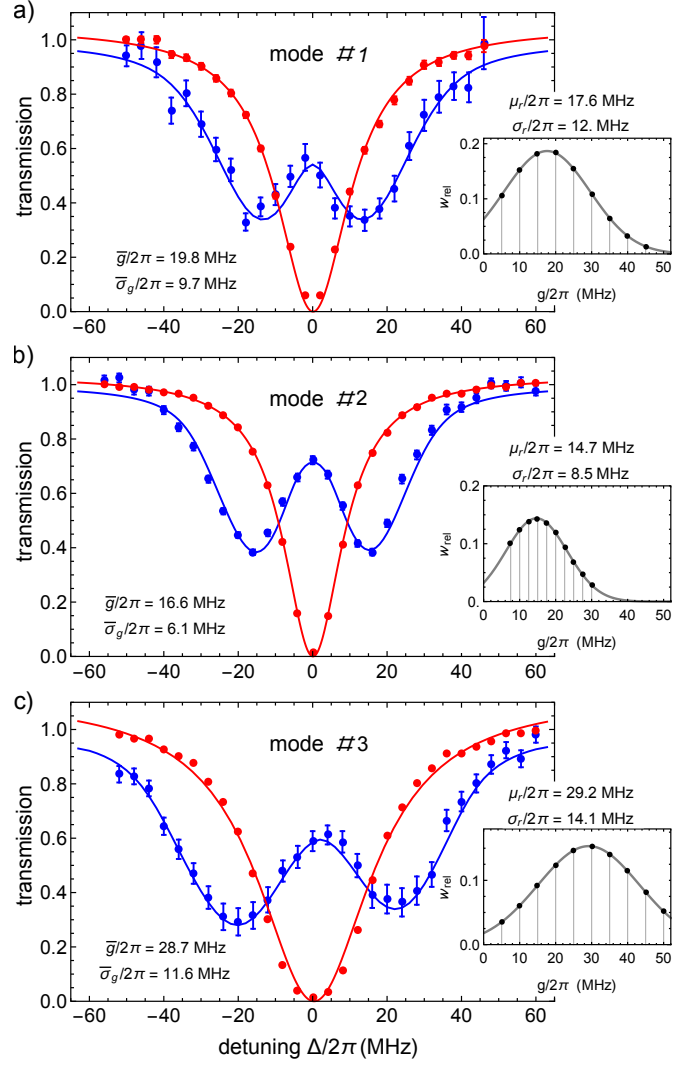 a)
mode #1
1.0
0.8
0.6
0.4
0.2
0.0
transmission
g̅/2π = 19.8 MHz
σ̅g/2π = 9.7 MHz
−60 −40 −20 0 20 40 60
μr/2π = 17.6 MHz
σr/2π = 12. MHz
0.2
0.1
0.0
wrel
0 10 20 30 40 50
g/2π (MHz)
b)
mode #2
1.0
0.8
0.6
0.4
0.2
0.0
transmission
g̅/2π = 16.6 MHz
σ̅g/2π = 6.1 MHz
−60 −40 −20 0 20 40 60
μr/2π = 14.7 MHz
σr/2π = 8.5 MHz
0.2
0.1
0.0
wrel
0 10 20 30 40 50
g/2π (MHz)
c)
mode #3
1.0
0.8
0.6
0.4
0.2
0.0
transmission
g̅/2π = 28.7 MHz
σ̅g/2π = 11.6 MHz
−60 −40 −20 0 20 40 60
detuning Δ/2π (MHz)
μr/2π = 29.2 MHz
σr/2π = 14.1 MHz
0.1
0.0
wrel
0 10 20 30 40 50
g/2π (MHz)